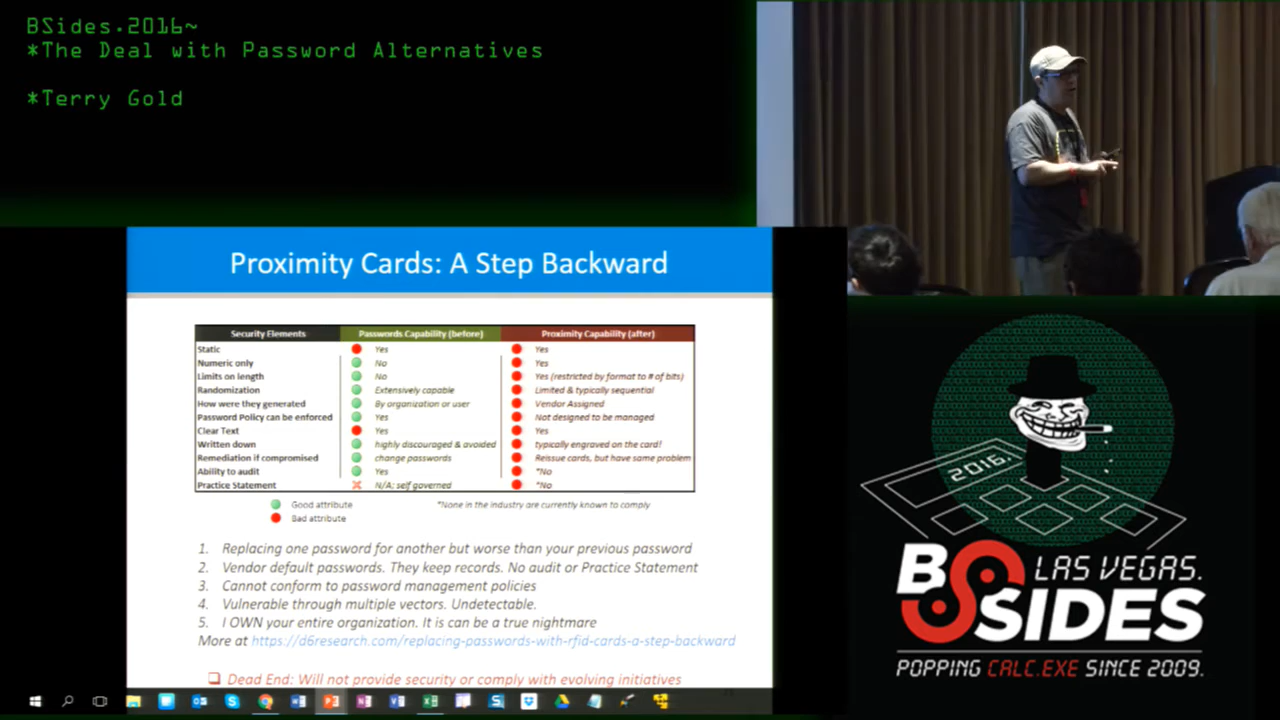 BSides.2016~
*The Deal with Password Alternatives
*Terry Gold
Proximity Cards: A Step Backward
Security Elements Passwords Capability (before) Proximity Capability (after)
Static Yes Yes
Numeric only No Yes
Limits on length No Yes (restricted by format to # of bits)
Randomization Extensively capable Limited & typically sequential
How were they generated By organization or user Vendor Assigned
Password Policy can be enforced Yes Not designed to be managed
Clear Text Yes Yes
Written down highly discouraged & avoided typically engraved on the card!
Remediation if compromised change passwords Reissue cards, but have same problem
Ability to audit Yes *No
Practice Statement N/A; self governed *No
Good attribute *None in the industry are currently known to comply
Bad attribute
1. Replacing one password for another but worse than your previous password
2. Vendor default passwords. They keep records. No audit or Practice Statement
3. Cannot conform to password management policies
4. Vulnerable through multiple vectors. Undetectable.
5. I OWN your entire organization. It is can be a true nightmare
More at https://d6research.com/replacing-passwords-with-rfid-cards-a-step-backward
Dead End: Will not provide security or comply with evolving initiatives
2016.
BSIDES LAS VEGAS.
POPPING CALC.EXE SINCE 2009.